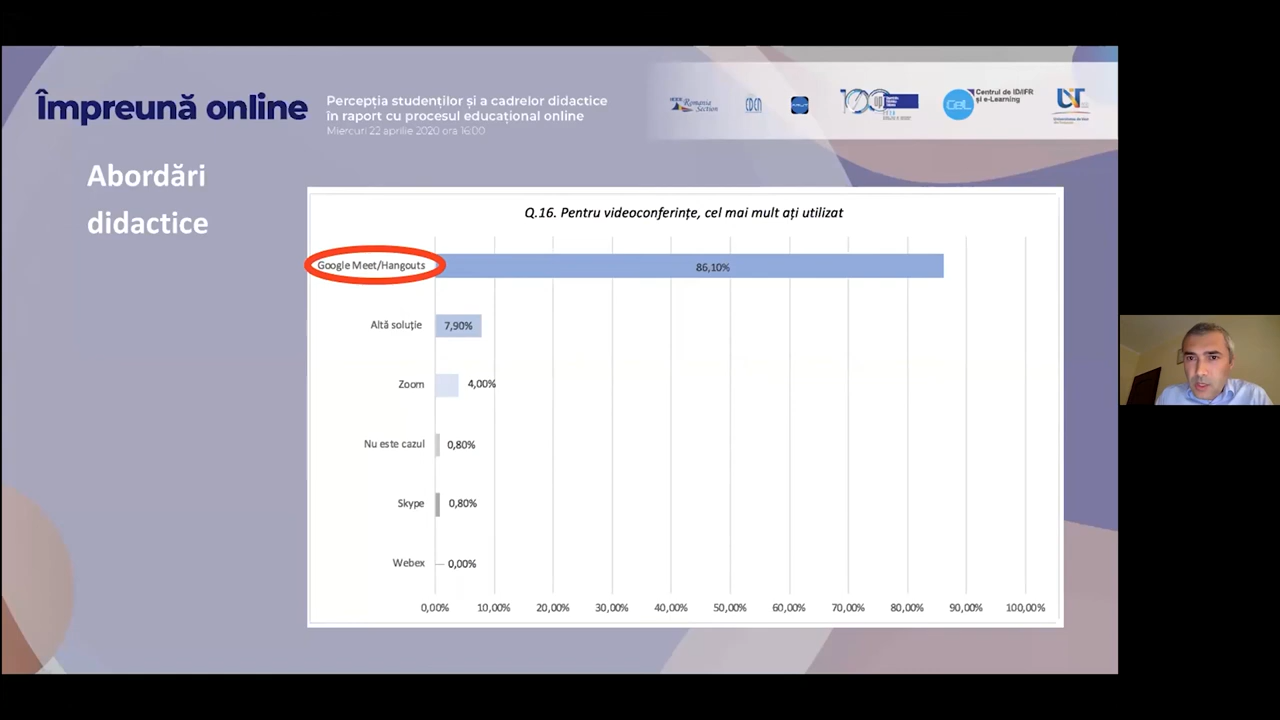 Împreună online
Percepția studenților și a cadrelor didactice
în raport cu procesul educațional online
Miercuri 22 aprilie 2020 ora 16:00
Romania
Section
Centrul de ID/IFR
și e-Learning
Abordări
didactice
Q.16. Pentru videoconferințe, cel mai mult ați utilizat
Google Meet/Hangouts
86,10%
Altă soluție
7,90%
Zoom
4,00%
Nu este cazul
0,80%
Skype
0,80%
Webex
0,00%
0,00% 10,00% 20,00% 30,00% 40,00% 50,00% 60,00% 70,00% 80,00% 90,00% 100,00%